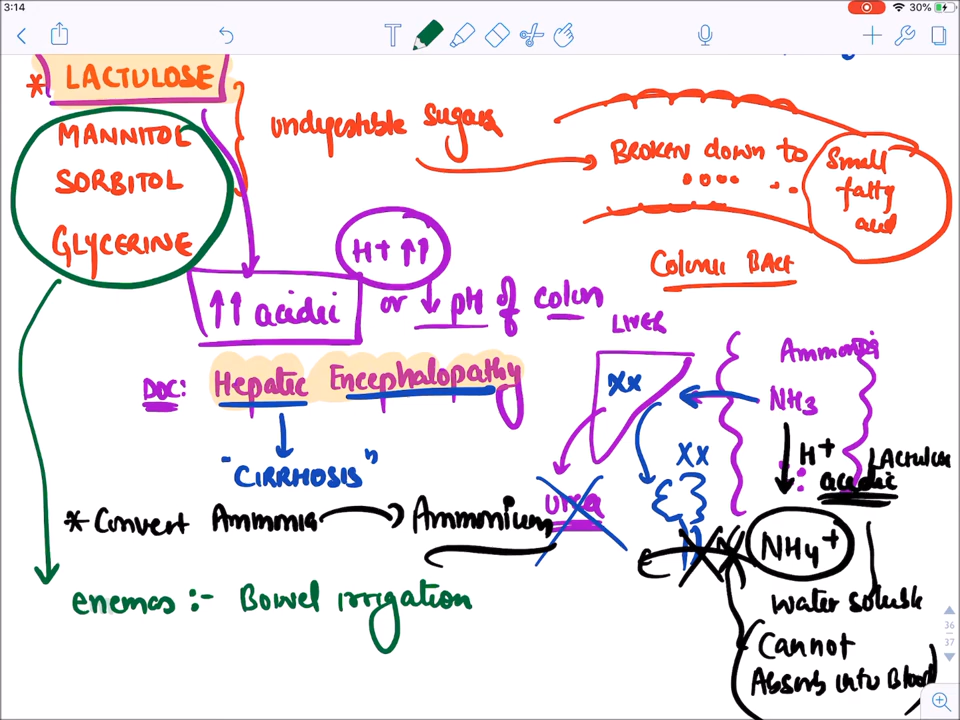 3:14
30%
T
* LACTULOSE
MANNITOL
SORBITOL
GLYCERINE
undigestible sugars
BROKEN down to
Small
fatty
acid
Colonic BACT
H+ ↑↑
↑↑ acidic or ↓ pH of colon
LIVER
Ammonia
DOC: Hepatic Encephalopathy
XX
NH3
H+
Lactulose
acidic
XX
"CIRRHOSIS"
urea
* Convert Ammonia → Ammonium
NH4+
water soluble
enemas :- Bowel irrigation
Cannot
Absorb into Blood
36
37